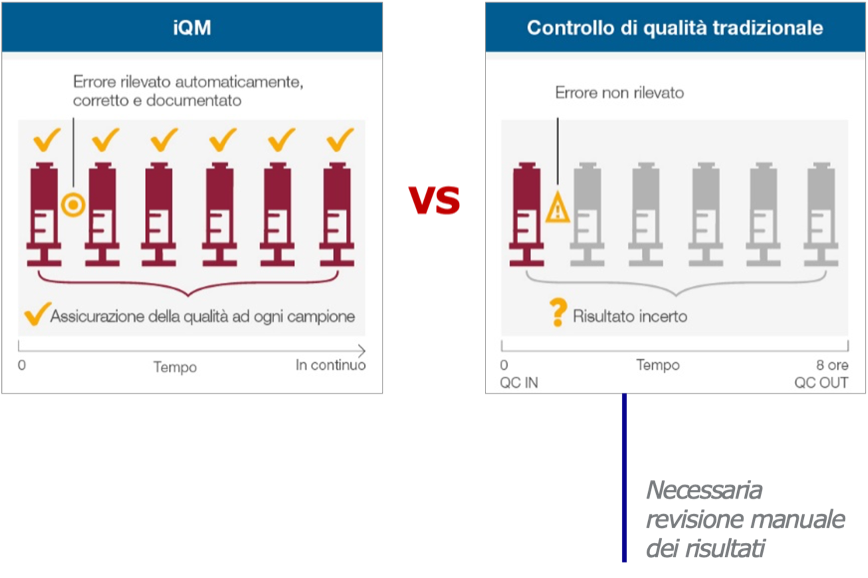 iQM
Errore rilevato automaticamente,
corretto e documentato
Assicurazione della qualità ad ogni campione
0
Tempo
In continuo
vs
Controllo di qualità tradizionale
Errore non rilevato
? Risultato incerto
0
QC IN
Tempo
8 ore
QC OUT
Necessaria
revisione manuale
dei risultati